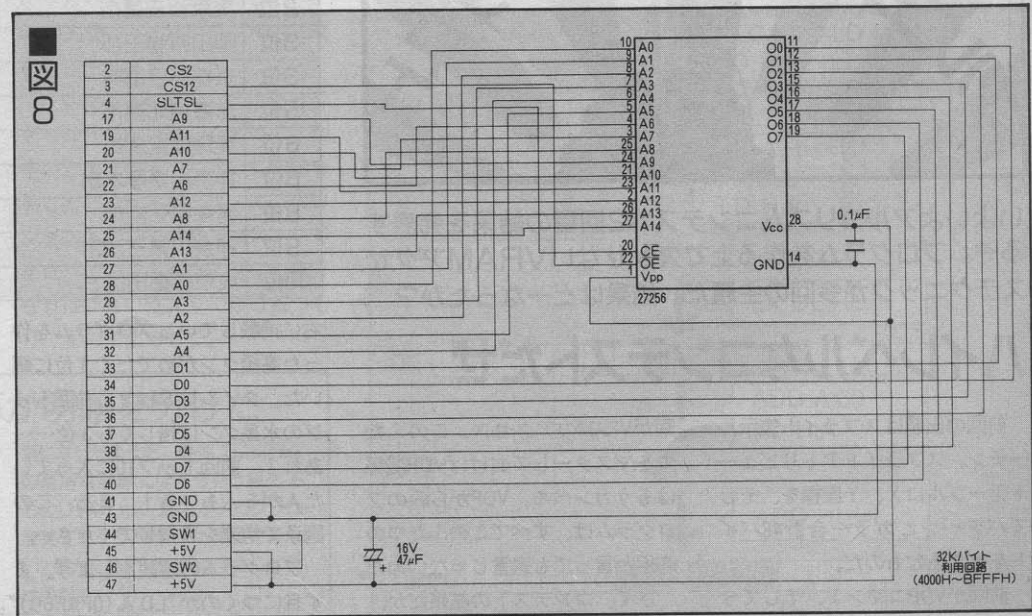 図8
2 CS2
3 CS12
4 SLTSL
17 A9
19 A11
20 A10
21 A7
22 A6
23 A12
24 A8
25 A14
26 A13
27 A1
28 A0
29 A3
30 A2
31 A5
32 A4
33 D1
34 D0
35 D3
36 D2
37 D5
38 D4
39 D7
40 D6
41 GND
43 GND
44 SW1
45 +5V
46 SW2
47 +5V
16V
47μF
+
10 A0
9 A1
8 A2
7 A3
6 A4
5 A5
4 A6
3 A7
25 A8
24 A9
21 A10
23 A11
2 A12
26 A13
27 A14
20 CE
22 OE
1 Vpp
27256
O0 11
O1 12
O2 13
O3 15
O4 16
O5 17
O6 18
O7 19
Vcc 28
GND 14
0.1μF
32Kバイト
利用回路
(4000H～BFFFH)